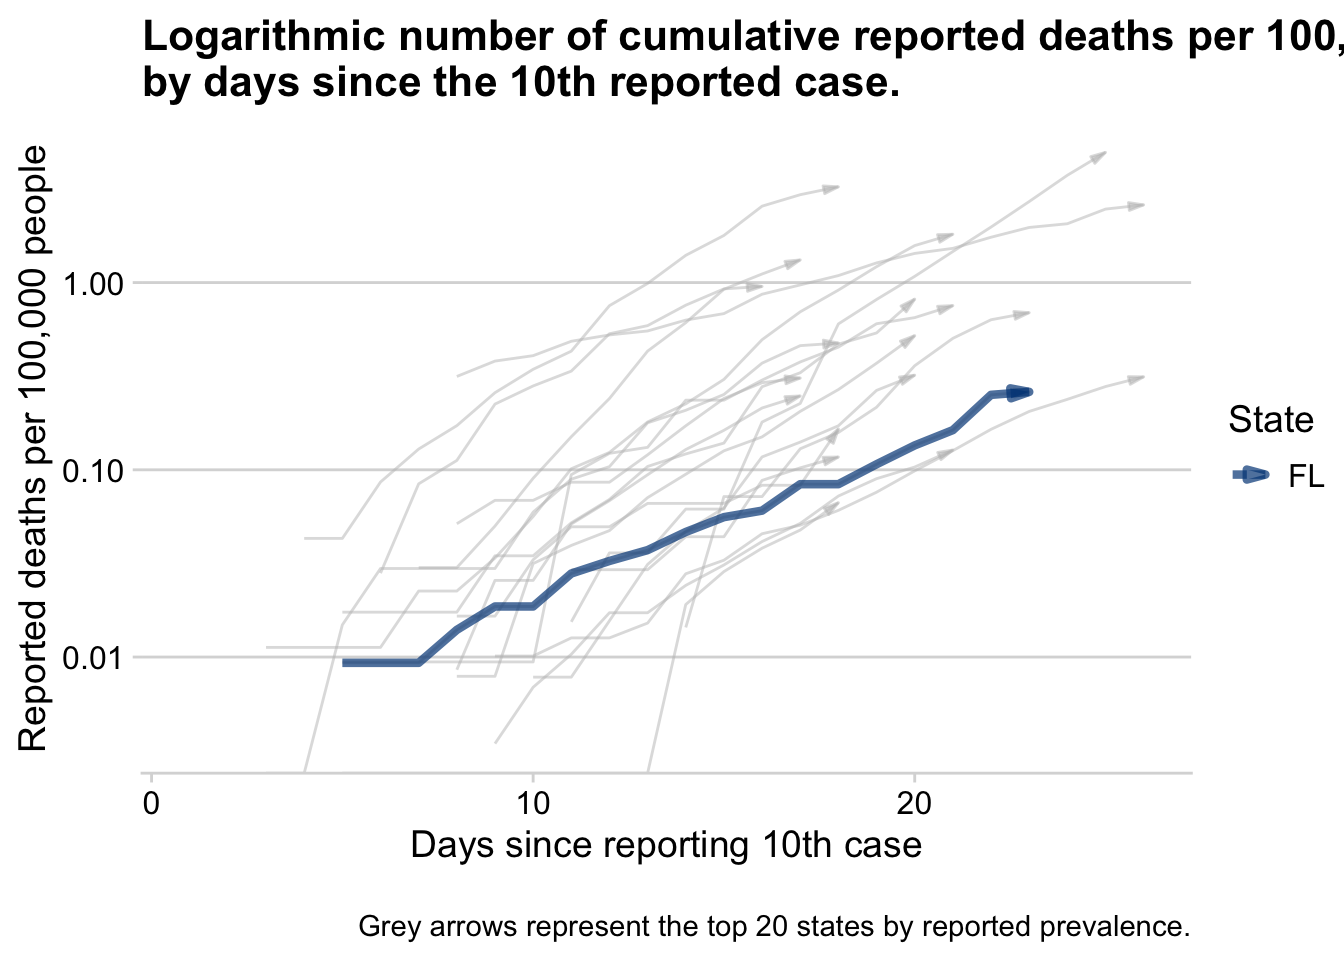 Logarithmic number of cumulative reported deaths per 100,
by days since the 10th reported case.
Reported deaths per 100,000 people
1.00
0.10
0.01
0
10
20
Days since reporting 10th case
State
FL
Grey arrows represent the top 20 states by reported prevalence.